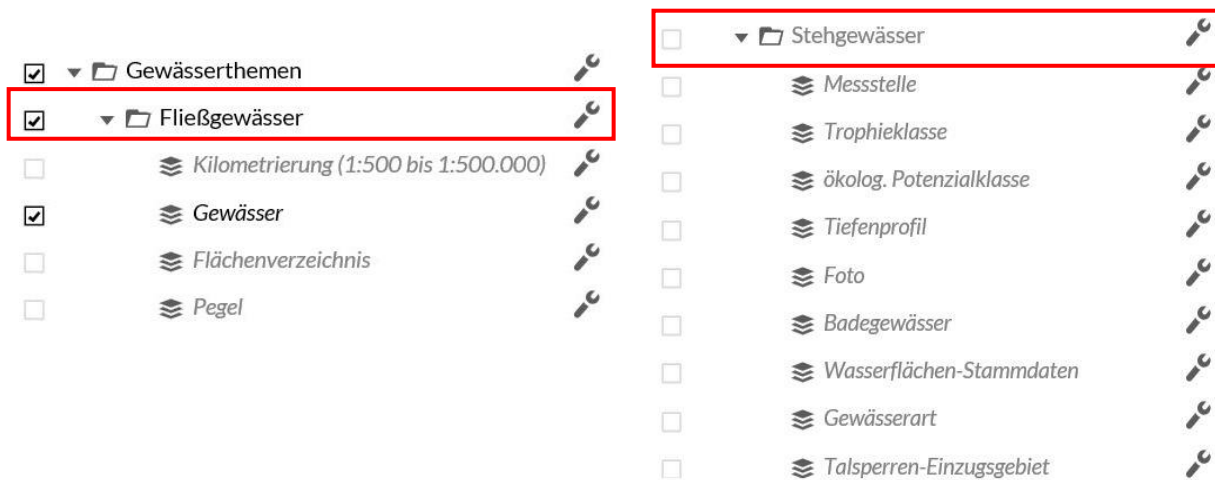 Gewässerthemen
Fließgewässer
Kilometrierung (1:500 bis 1:500.000)
Gewässer
Flächenverzeichnis
Pegel
Stehgewässer
Messstelle
Trophieklasse
ökolog. Potenzialklasse
Tiefenprofil
Foto
Badegewässer
Wasserflächen-Stammdaten
Gewässerart
Talsperren-Einzugsgebiet